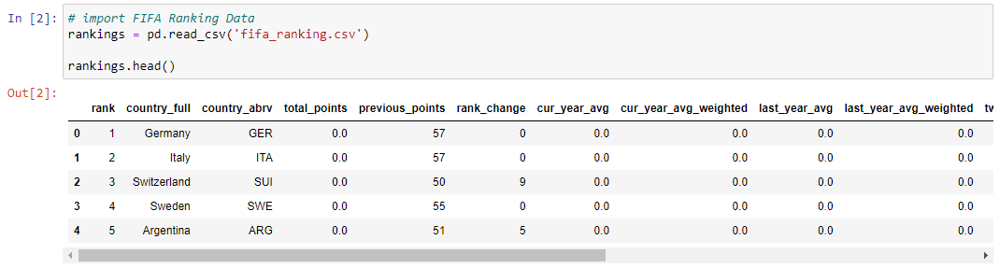 In [2]: # import FIFA Ranking Data
rankings = pd.read_csv('fifa_ranking.csv')
rankings.head()
Out[2]:
rank country_full country_abrv total_points previous_points rank_change cur_year_avg cur_year_avg_weighted last_year_avg last_year_avg_weighted tw
0 1 Germany GER 0.0 57 0 0.0 0.0 0.0 0.0
1 2 Italy ITA 0.0 57 0 0.0 0.0 0.0 0.0
2 3 Switzerland SUI 0.0 50 9 0.0 0.0 0.0 0.0
3 4 Sweden SWE 0.0 55 0 0.0 0.0 0.0 0.0
4 5 Argentina ARG 0.0 51 5 0.0 0.0 0.0 0.0